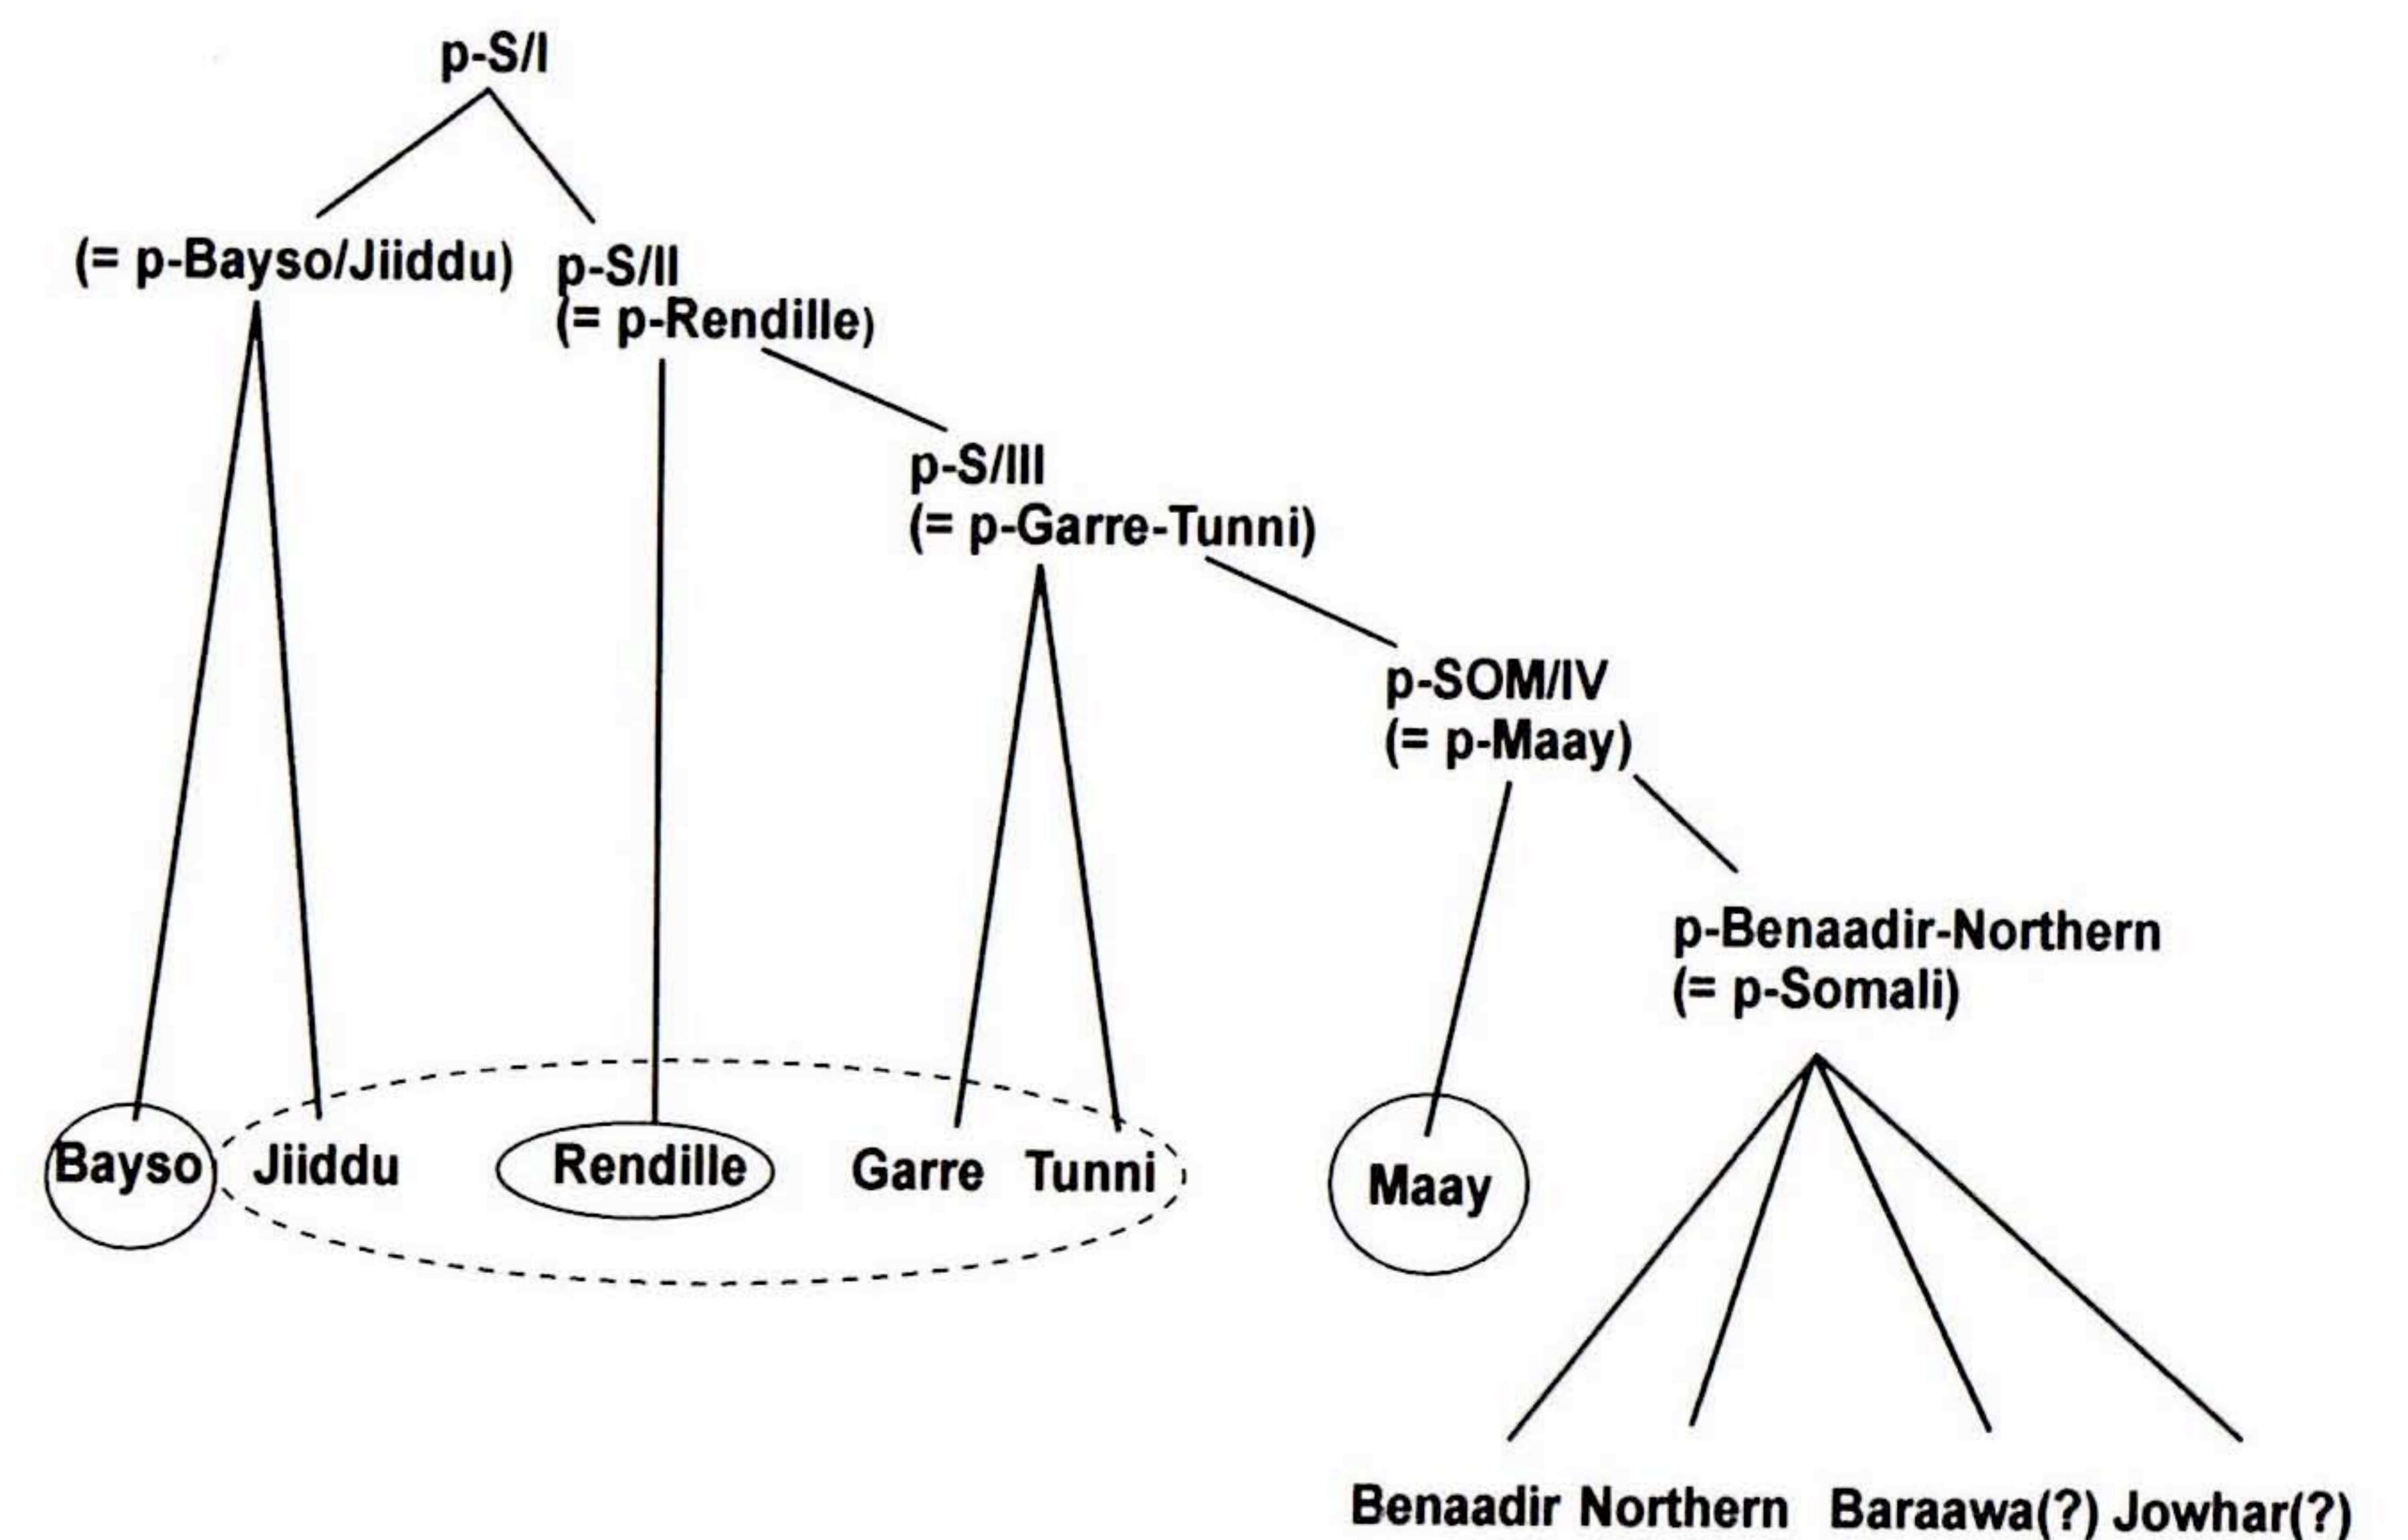 p-S/I
(= p-Bayso/Jiiddu)
p-S/II
(= p-Rendille)
p-S/III
(= p-Garre-Tunni)
p-SOM/IV
(= p-Maay)
p-Benaadir-Northern
(= p-Somali)
Bayso Jiiddu Rendille Garre Tunni Maay
Benaadir Northern Baraawa(?) Jowhar(?)